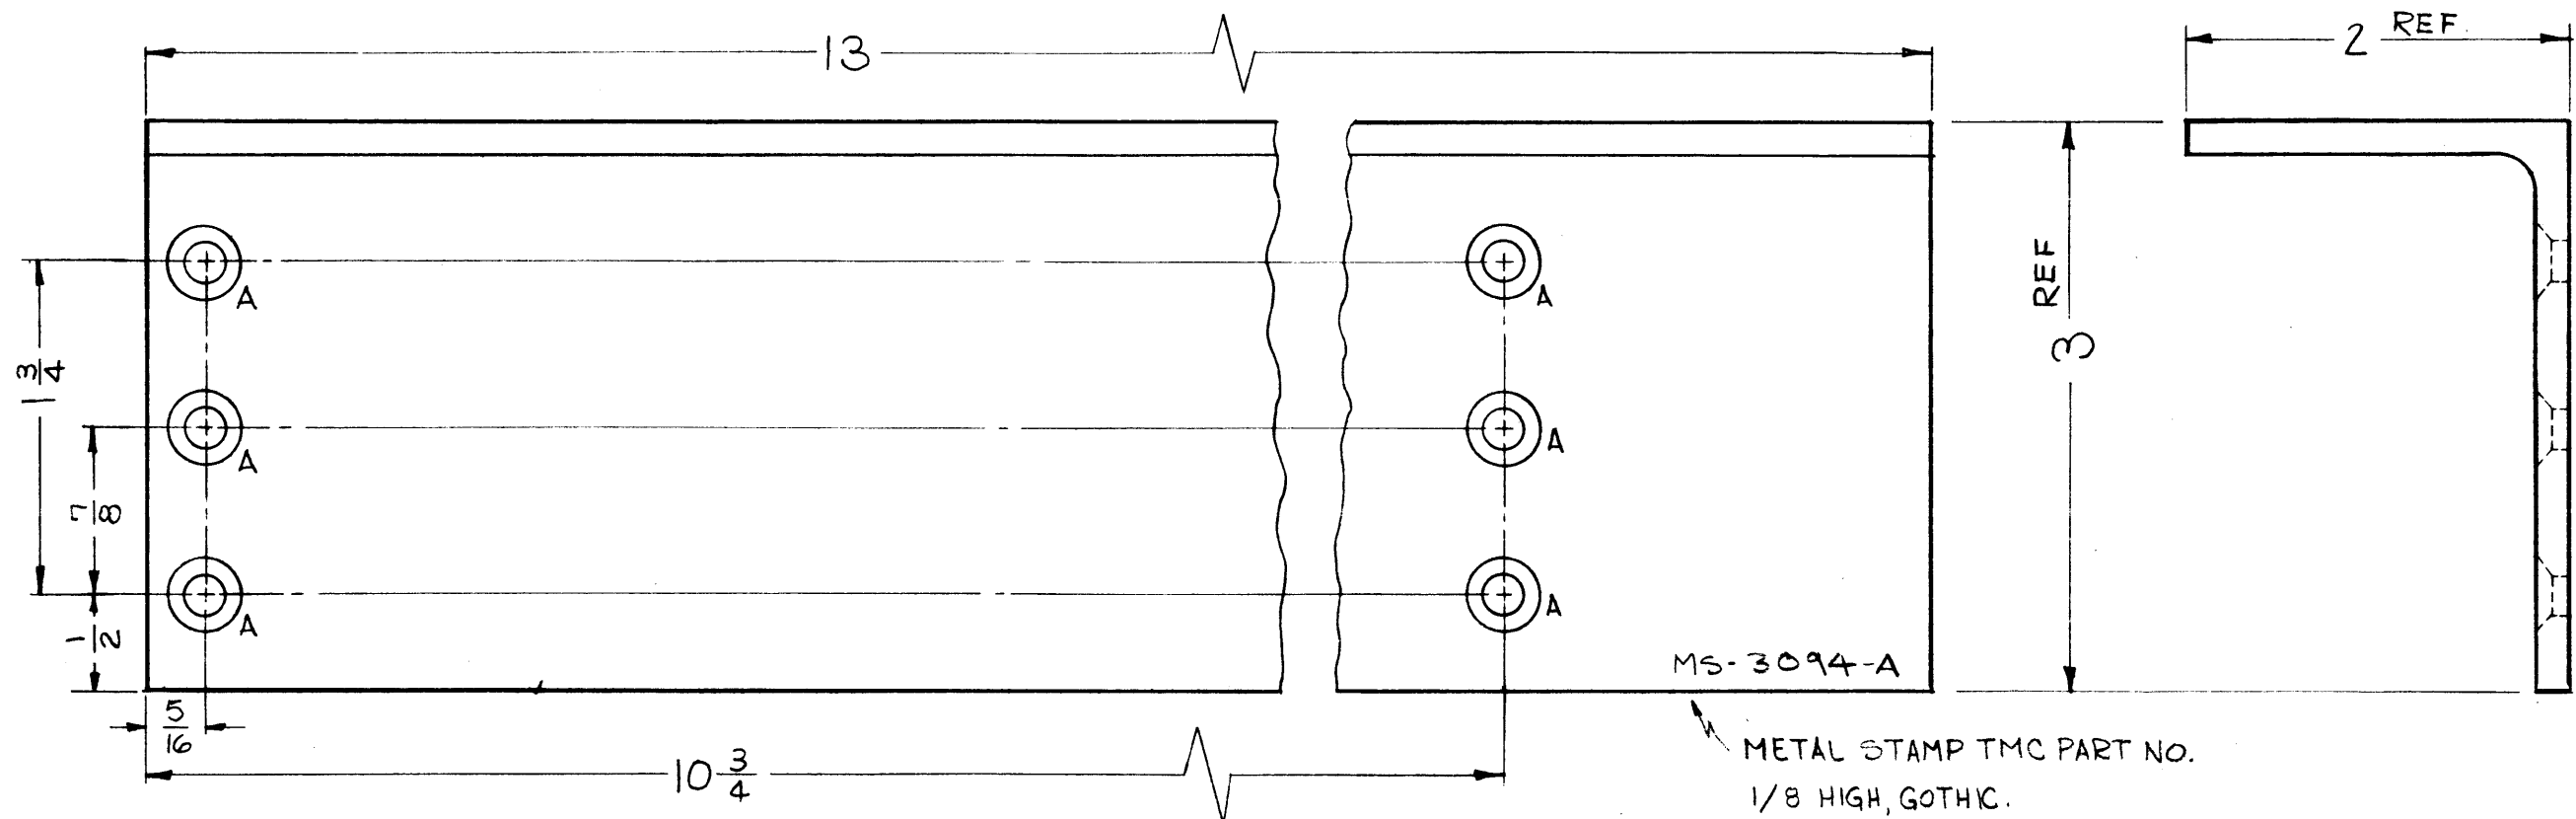 13
2 REF.
A
A
1 3/4
REF
3
A
A
7/8
1/2
A
A
MS-3094-A
5/16
10 3/4
METAL STAMP TMC PART NO.
1/8 HIGH, GOTHIC.